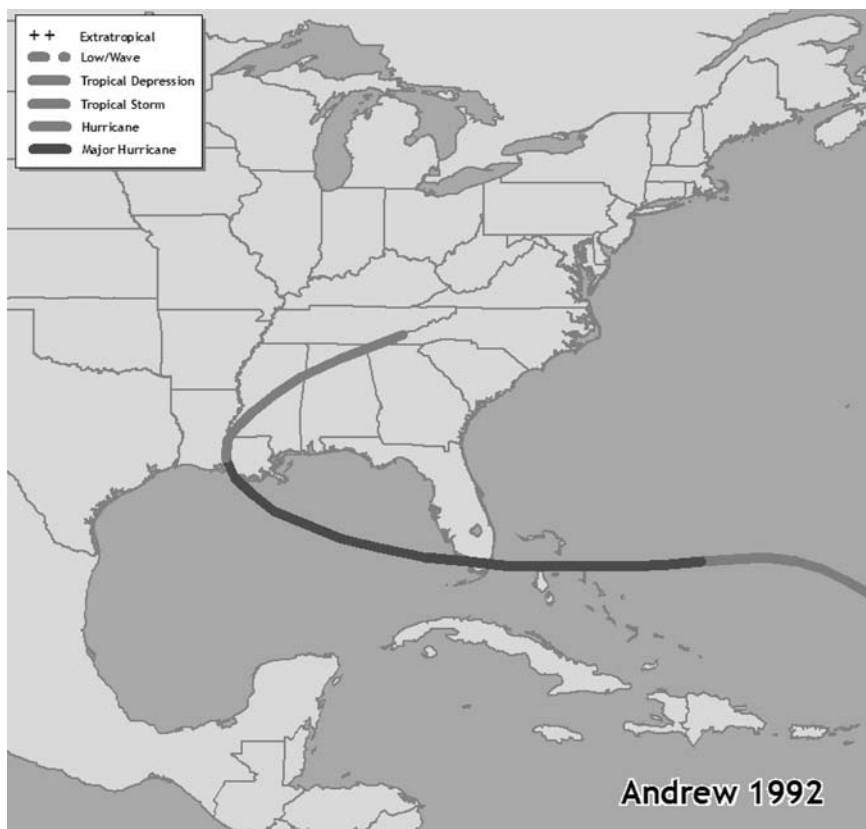 ++ Extratropical
Low/Wave
Tropical Depression
Tropical Storm
Hurricane
Major Hurricane
Andrew 1992